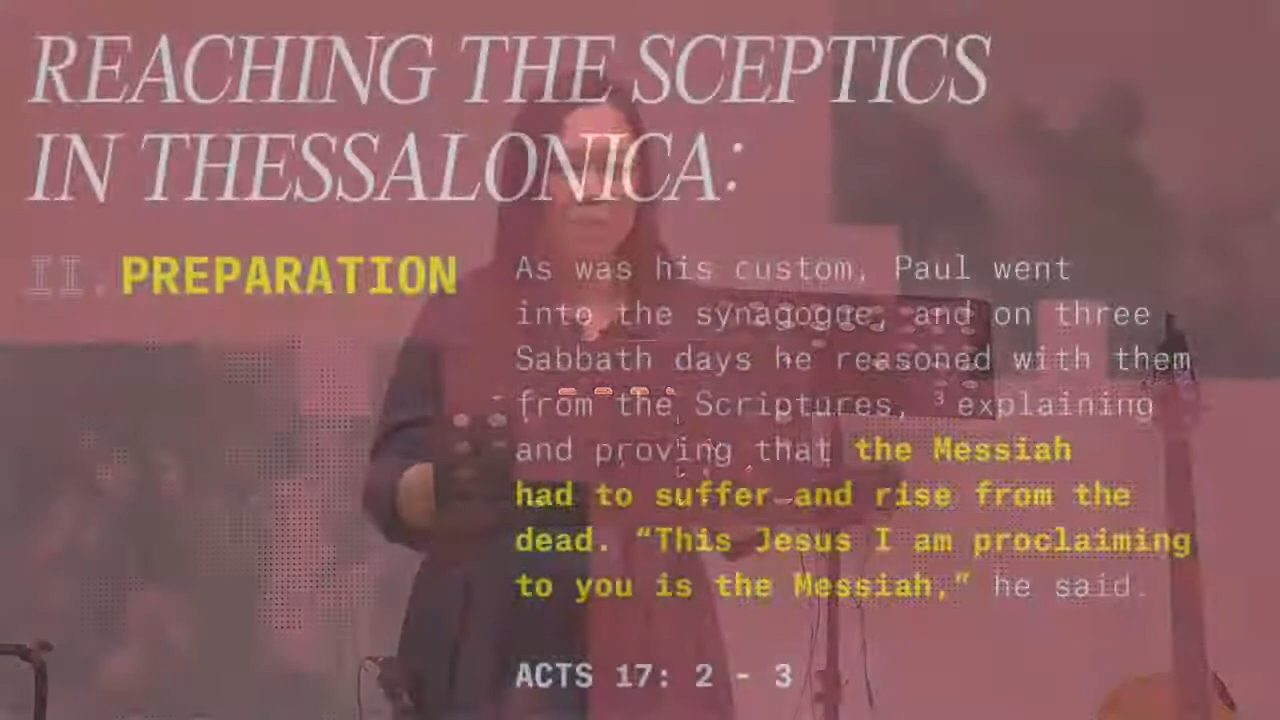 REACHING THE SCEPTICS
IN THESSALONICA:
II. PREPARATION
As was his custom, Paul went
into the synagogue, and on three
Sabbath days he reasoned with them
from the Scriptures, ³ explaining
and proving that the Messiah
had to suffer and rise from the
dead. “This Jesus I am proclaiming
to you is the Messiah,” he said.
ACTS 17: 2 - 3